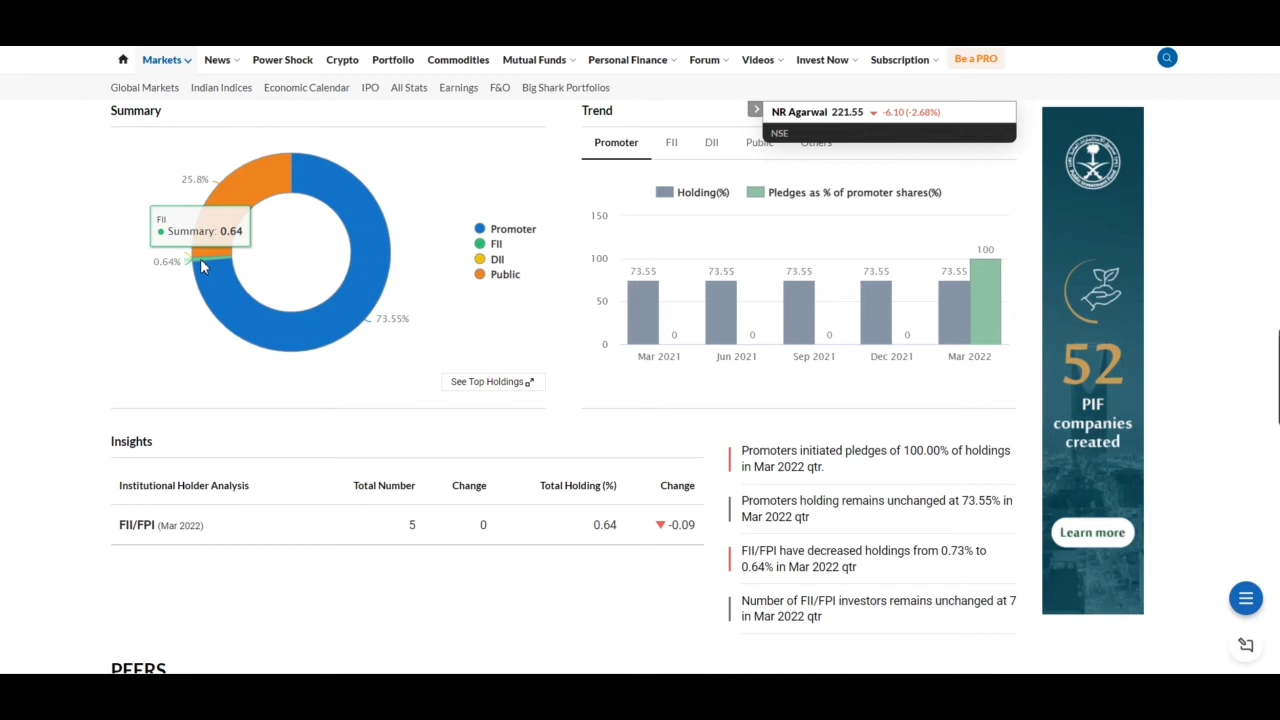 Markets News Power Shock Crypto Portfolio Commodities Mutual Funds Personal Finance Forum Videos Invest Now Subscription Be a PRO
Global Markets Indian Indices Economic Calendar IPO All Stats Earnings F&O Big Shark Portfolios
Summary
25.8%
FII
Summary: 0.64
0.64%
73.55%
Promoter
FII
DII
Public
See Top Holdings
Trend
NR Agarwal 221.55 -6.10 (-2.68%)
NSE
Promoter FII DII Public Others
Holding(%) Pledges as % of promoter shares(%)
150
100
50
0
73.55 73.55 73.55 73.55 73.55 100
0 0 0 0
Mar 2021 Jun 2021 Sep 2021 Dec 2021 Mar 2022
Insights
Institutional Holder Analysis Total Number Change Total Holding (%) Change
FII/FPI (Mar 2022) 5 0 0.64 -0.09
Promoters initiated pledges of 100.00% of holdings
in Mar 2022 qtr.
Promoters holding remains unchanged at 73.55% in
Mar 2022 qtr
FII/FPI have decreased holdings from 0.73% to
0.64% in Mar 2022 qtr
Number of FII/FPI investors remains unchanged at 7
in Mar 2022 qtr
52
PIF
companies
created
Learn more
PEERS